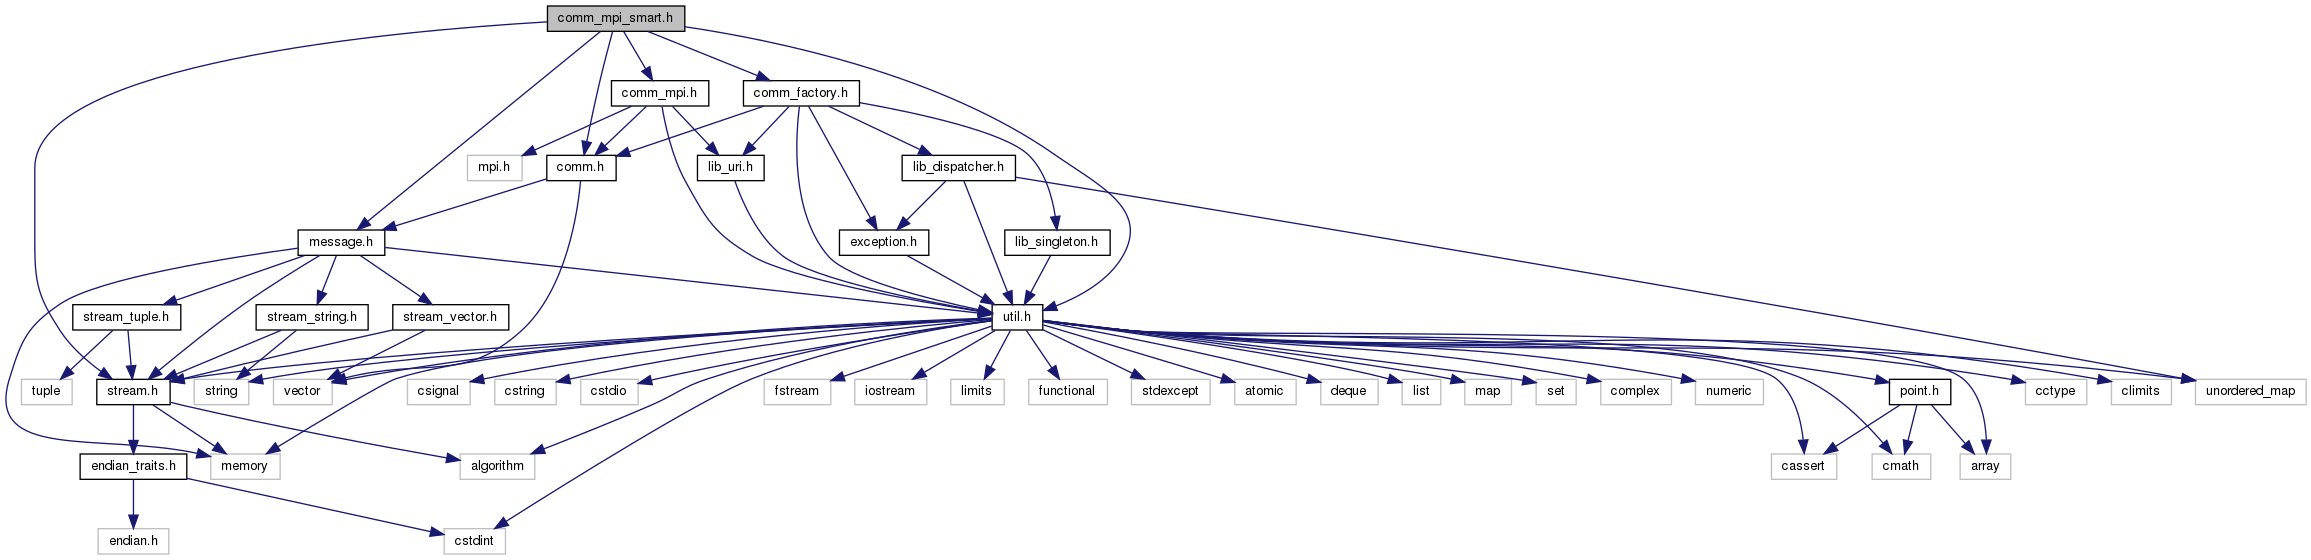 comm_mpi_smart.h
comm_mpi.h
comm_factory.h
mpi.h
comm.h
lib_uri.h
lib_dispatcher.h
message.h
exception.h
lib_singleton.h
stream_tuple.h
stream_string.h
stream_vector.h
util.h
tuple
stream.h
string
vector
csignal
cstring
cstdio
fstream
iostream
limits
functional
stdexcept
atomic
deque
list
map
set
complex
numeric
point.h
cctype
climits
unordered_map
endian_traits.h
memory
algorithm
cassert
cmath
array
endian.h
cstdint